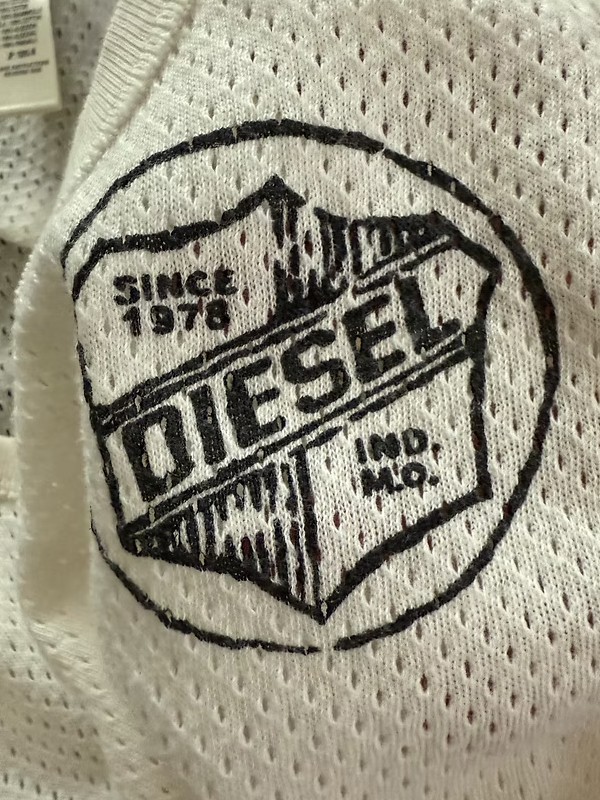 SINCE
1978
DIESEL
IND.
M.O.